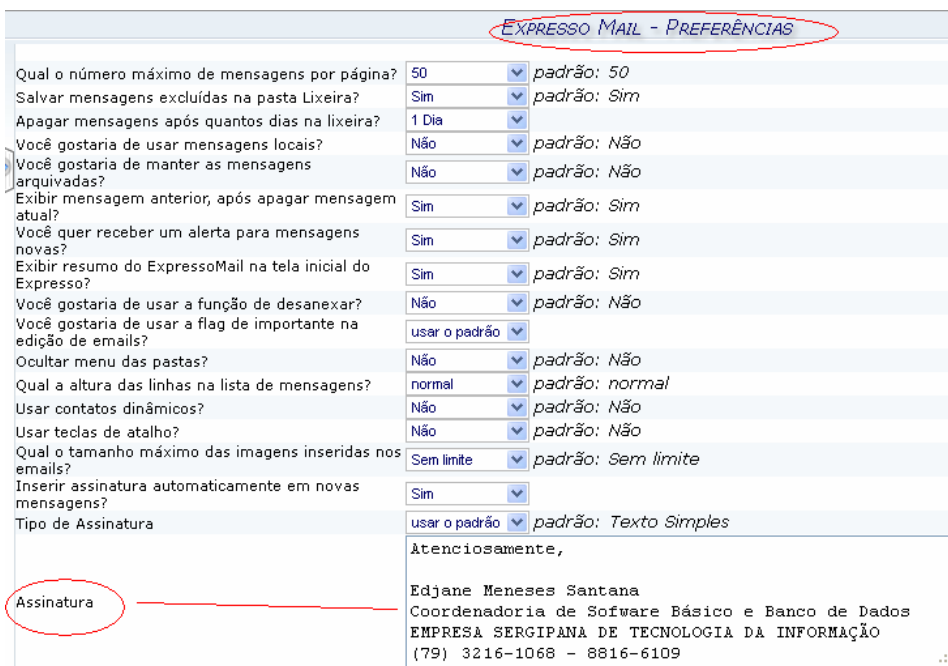 EXPRESSO MAIL - PREFERÊNCIAS
Qual o número máximo de mensagens por página? 50 padrão: 50
Salvar mensagens excluídas na pasta Lixeira? Sim padrão: Sim
Apagar mensagens após quantos dias na lixeira? 1 Dia
Você gostaria de usar mensagens locais? Não padrão: Não
Você gostaria de manter as mensagens
arquivadas? Não padrão: Não
Exibir mensagem anterior, após apagar mensagem
atual? Sim padrão: Sim
Você quer receber um alerta para mensagens
novas? Sim padrão: Sim
Exibir resumo do ExpressoMail na tela inicial do
Expresso? Sim padrão: Sim
Você gostaria de usar a função de desanexar? Não padrão: Não
Você gostaria de usar a flag de importante na
edição de emails? usar o padrão
Ocultar menu das pastas? Não padrão: Não
Qual a altura das linhas na lista de mensagens? normal padrão: normal
Usar contatos dinâmicos? Não padrão: Não
Usar teclas de atalho? Não padrão: Não
Qual o tamanho máximo das imagens inseridas nos
emails? Sem limite padrão: Sem limite
Inserir assinatura automaticamente em novas
mensagens? Sim
Tipo de Assinatura usar o padrão padrão: Texto Simples
Assinatura
Atenciosamente,
Edjane Meneses Santana
Coordenadoria de Sofware Básico e Banco de Dados
EMPRESA SERGIPANA DE TECNOLOGIA DA INFORMAÇÃO
(79) 3216-1068 - 8816-6109